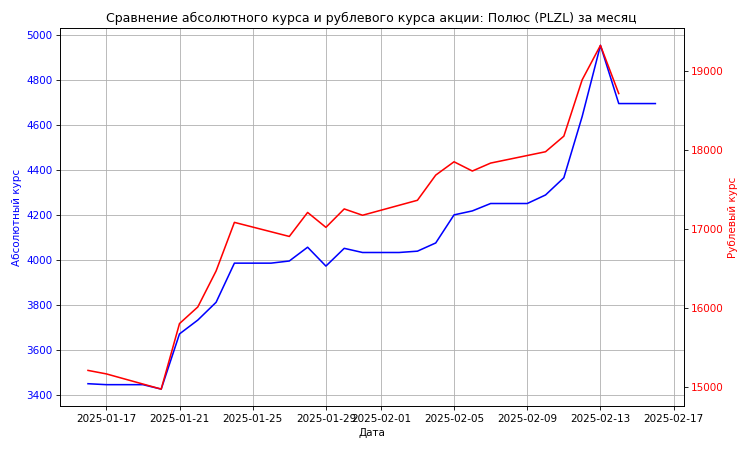 Сравнение абсолютного курса и рублевого курса акции: Полюс (PLZL) за месяц
Абсолютный курс
5000
4800
4600
4400
4200
4000
3800
3600
3400
19000
18000
17000
16000
15000
Рублевый курс
2025-01-17 2025-01-21 2025-01-25 2025-01-29 2025-02-01 2025-02-05 2025-02-09 2025-02-13 2025-02-17
Дата